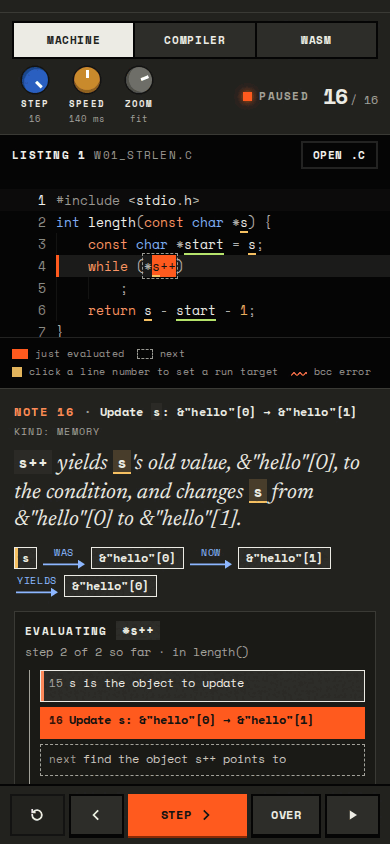 MACHINE COMPILER WASM
STEP SPEED ZOOM
16 140 ms fit
PAUSED 16 / 16
LISTING 1 W01_STRLEN.C OPEN .C
1 #include <stdio.h>
2 int length(const char *s) {
3 const char *start = s;
4 while (*s++)
5 ;
6 return s - start - 1;
7 }
just evaluated next
click a line number to set a run target bcc error
NOTE 16 · Update s: &"hello"[0] → &"hello"[1]
KIND: MEMORY
s++ yields s's old value, &"hello"[0], to
the condition, and changes s from
&"hello"[0] to &"hello"[1].
s WAS &"hello"[0] NOW &"hello"[1]
YIELDS &"hello"[0]
EVALUATING *s++
step 2 of 2 so far · in length()
15 s is the object to update
16 Update s: &"hello"[0] → &"hello"[1]
next find the object s++ points to
STEP OVER